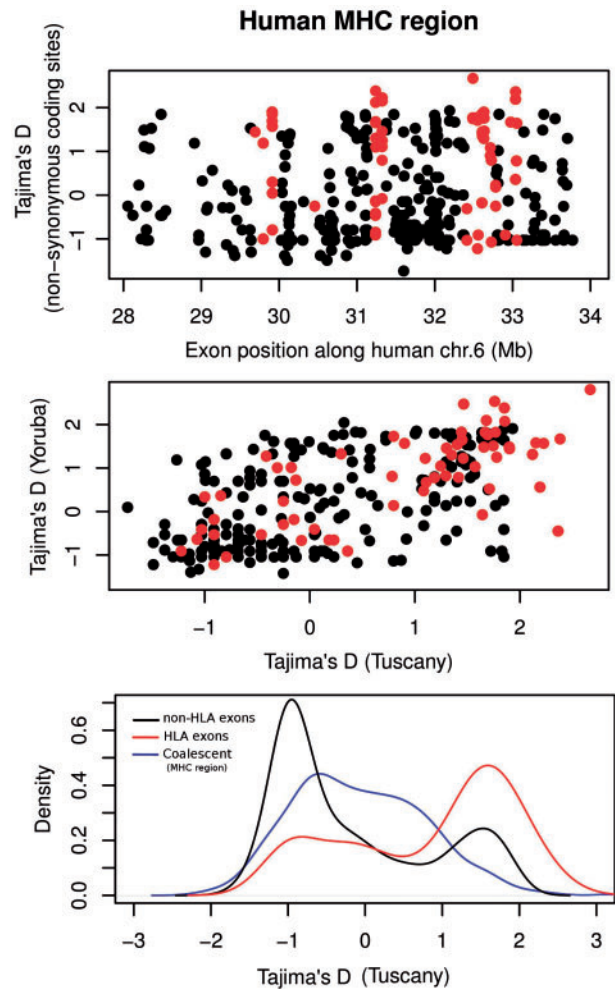 Human MHC region
Tajima's D
(non-synonymous coding sites)
2
1
0
−1
28
29
30
31
32
33
34
Exon position along human chr.6 (Mb)
Tajima's D (Yoruba)
2
1
0
−1
−1
0
1
2
Tajima's D (Tuscany)
Density
0.6
0.4
0.2
0.0
non-HLA exons
HLA exons
Coalescent
(MHC region)
−3
−2
−1
0
1
2
3
Tajima's D (Tuscany)